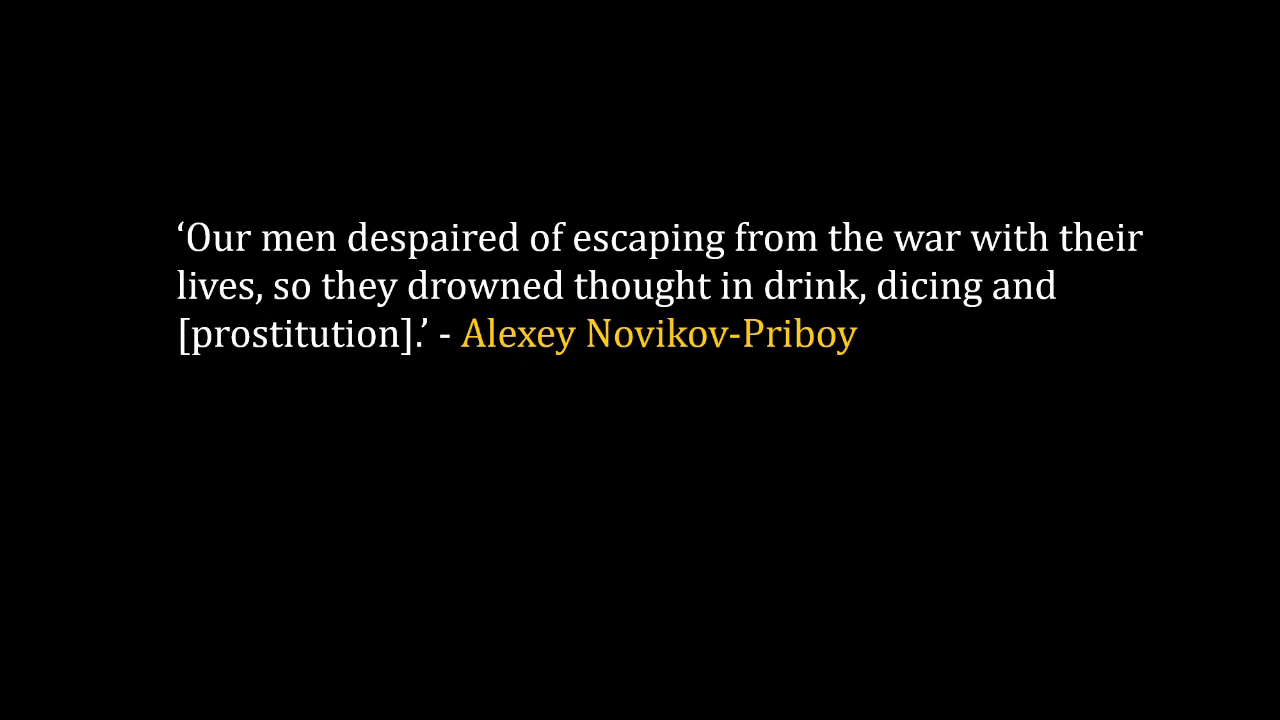 ‘Our men despaired of escaping from the war with their
lives, so they drowned thought in drink, dicing and
[prostitution].’ - Alexey Novikov-Priboy